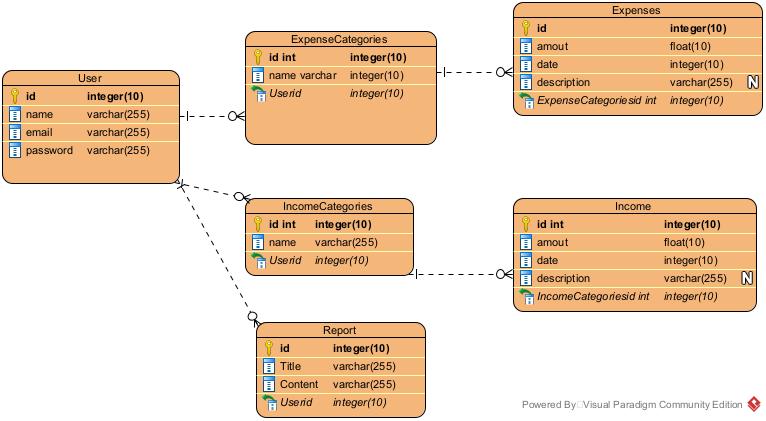 User
id integer(10)
name varchar(255)
email varchar(255)
password varchar(255)
ExpenseCategories
id int integer(10)
name varchar integer(10)
Userid integer(10)
Expenses
id integer(10)
amout float(10)
date integer(10)
description varchar(255) N
ExpenseCategoriesid int integer(10)
IncomeCategories
id int integer(10)
name varchar(255)
Userid integer(10)
Income
id int integer(10)
amout float(10)
date integer(10)
description varchar(255) N
IncomeCategoriesid int integer(10)
Report
id integer(10)
Title varchar(255)
Content varchar(255)
Userid integer(10)
Powered By Visual Paradigm Community Edition